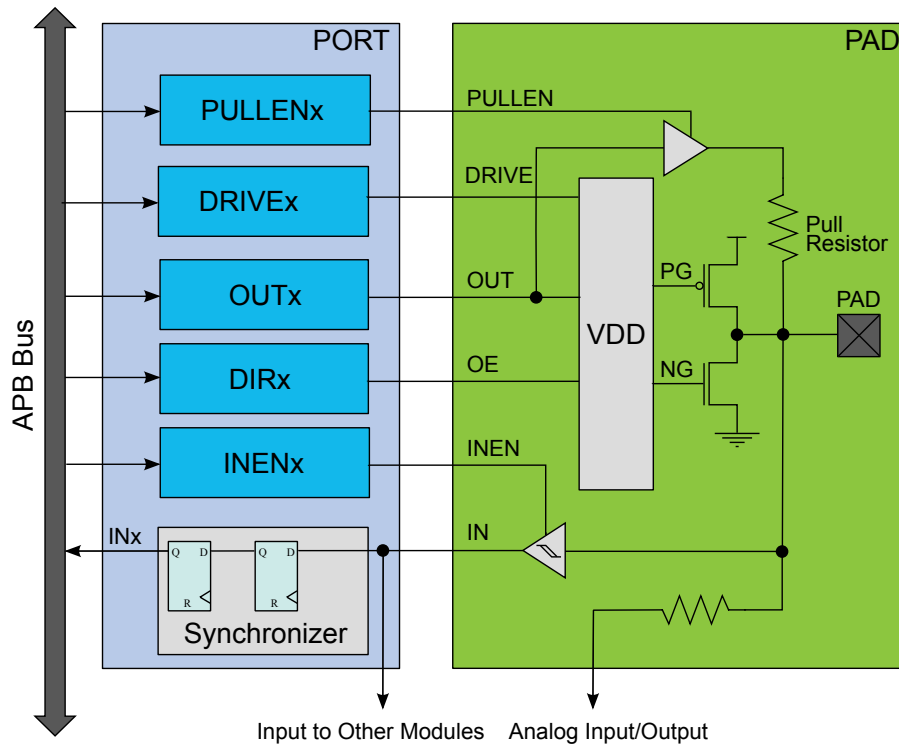 PORT
PAD
APB Bus
PULLENx
PULLEN
DRIVEx
DRIVE
Pull
Resistor
OUTx
OUT
PG
PAD
VDD
DIRx
OE
NG
INENx
INEN
INx
Q D
R
Q D
R
IN
Synchronizer
Input to Other Modules
Analog Input/Output